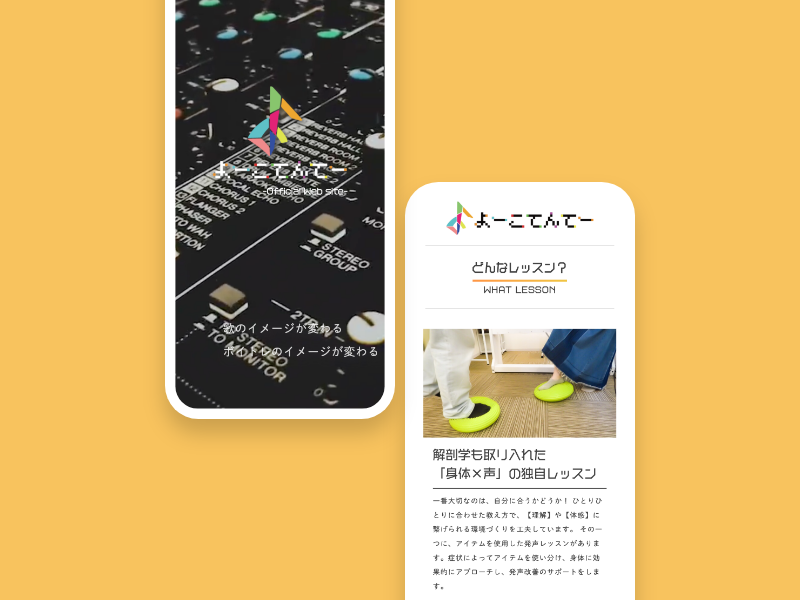 REVERB HALL
REVERB ROOM 1
REVERB ROOM 2
VOCAL ECHO
CHORUS 1
CHORUS 2
FLANGER
PHASER
よーこてんてー
-Official Web site-
STEREO
GROUP
歌のイメージが変わる
ボイトレのイメージが変わる
STEREO
TO MONITOR
よーこてんてー
どんなレッスン？
WHAT LESSON
解剖学も取り入れた
「身体×声」の独自レッスン
一番大切なのは、自分に合うかどうか！ ひとりひ
とりに合わせた教え方で、【理解】や【体感】に
繋げられる環境づくりを工夫しています。 その一
つに、アイテムを使用した発声レッスンがありま
す。症状によってアイテムを使い分け、身体に効
果的にアプローチし、発声改善のサポートをしま
す。